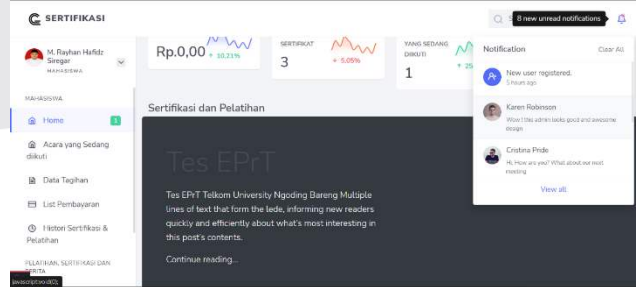 SERTIFIKASI
8 new unread notifications
M. Rayhan Hafidz
Siregar
MAHASISWA
Rp.0,00 + 10,21%
SERTIFIKAT
3 + 5,05%
YANG SEDANG
DIIKUTI
1
Notification Clear All
New user registered.
5 hours ago
Karen Robinson
Wow ! this admin looks good and awesome
design
Cristina Pride
Hi, How are you? What about our next
meeting
View all
MAHASISWA
Home 1
Acara yang Sedang
diikuti
Data Tagihan
List Pembayaran
Histori Sertifikasi &
Pelatihan
PELATIHAN, SERTIFIKASI DAN
BERITA
javascript:void(0);
Sertifikasi dan Pelatihan
Tes EPrT
Tes EPrT Telkom University Ngoding Bareng Multiple
lines of text that form the lede, informing new readers
quickly and efficiently about what's most interesting in
this post's contents.
Continue reading...